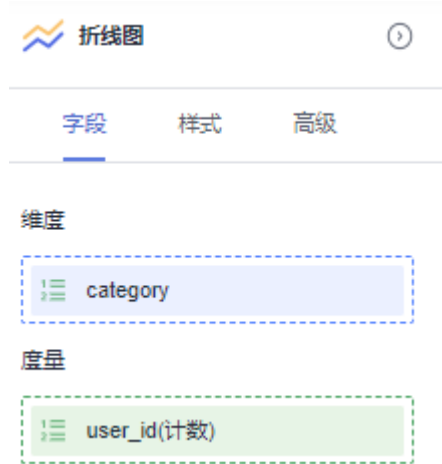 折线图
字段 样式 高级
维度
category
度量
user_id(计数)